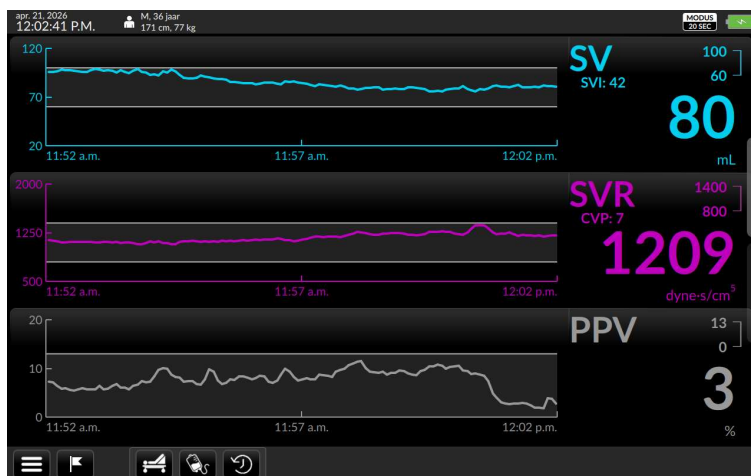 apr. 21, 2026
12:02:41 P.M.
M, 36 jaar
171 cm, 77 kg
MODUS
20 SEC
120
70
20
11:52 a.m. 11:57 a.m. 12:02 p.m.
SV
SVI: 42
100
60
80
mL
2000
1250
500
11:52 a.m. 11:57 a.m. 12:02 p.m.
SVR
CVP: 7
1400
800
1209
dyne·s/cm⁵
20
10
0
11:52 a.m. 11:57 a.m. 12:02 p.m.
PPV
13
0
3
%